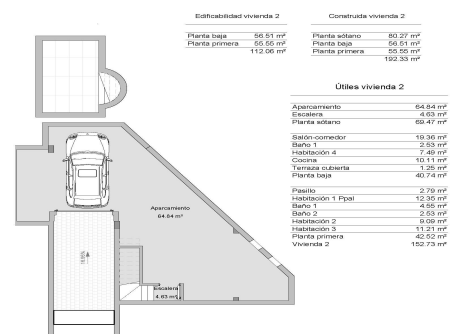 Edificabilidad vivienda 2
Planta baja 56.51 m²
Planta primera 55.55 m²
112.06 m²
Construida vivienda 2
Planta sótano 80.27 m²
Planta baja 56.51 m²
Planta primera 55.55 m²
192.33 m²
Útiles vivienda 2
Aparcamiento 64.84 m²
Escalera 4.63 m²
Planta sótano 69.47 m²
Salón-comedor 19.36 m²
Baño 1 2.53 m²
Habitación 4 7.49 m²
Cocina 10.11 m²
Terraza cubierta 1.25 m²
Planta baja 40.74 m²
Pasillo 2.79 m²
Habitación 1 Ppal 12.35 m²
Baño 1 4.55 m²
Baño 2 2.53 m²
Habitación 2 9.09 m²
Habitación 3 11.21 m²
Planta primera 42.52 m²
Vivienda 2 152.73 m²
Aparcamiento
64.84 m²
Escalera
4.63 m²